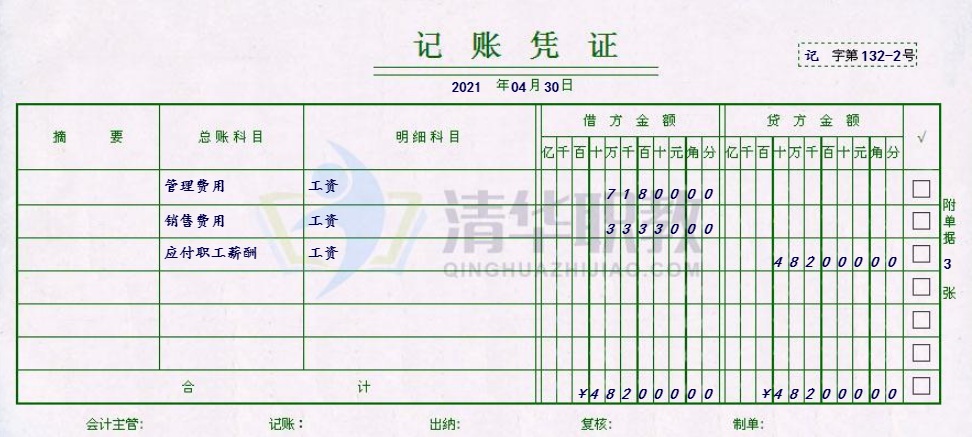 记 账 凭 证
记 字第132-2号
2021 年04月30日
摘 要 总账科目 明细科目 借方金额 贷方金额 √
亿千百十万千百十元角分 亿千百十万千百十元角分
管理费用 工资 7180000
销售费用 工资 3333000
应付职工薪酬 工资 48200000
合 计 ¥48200000 ¥48200000
附单据 3 张
清华职教
QINGHUAZHIJIAO.COM
会计主管: 记账: 出纳: 复核: 制单: